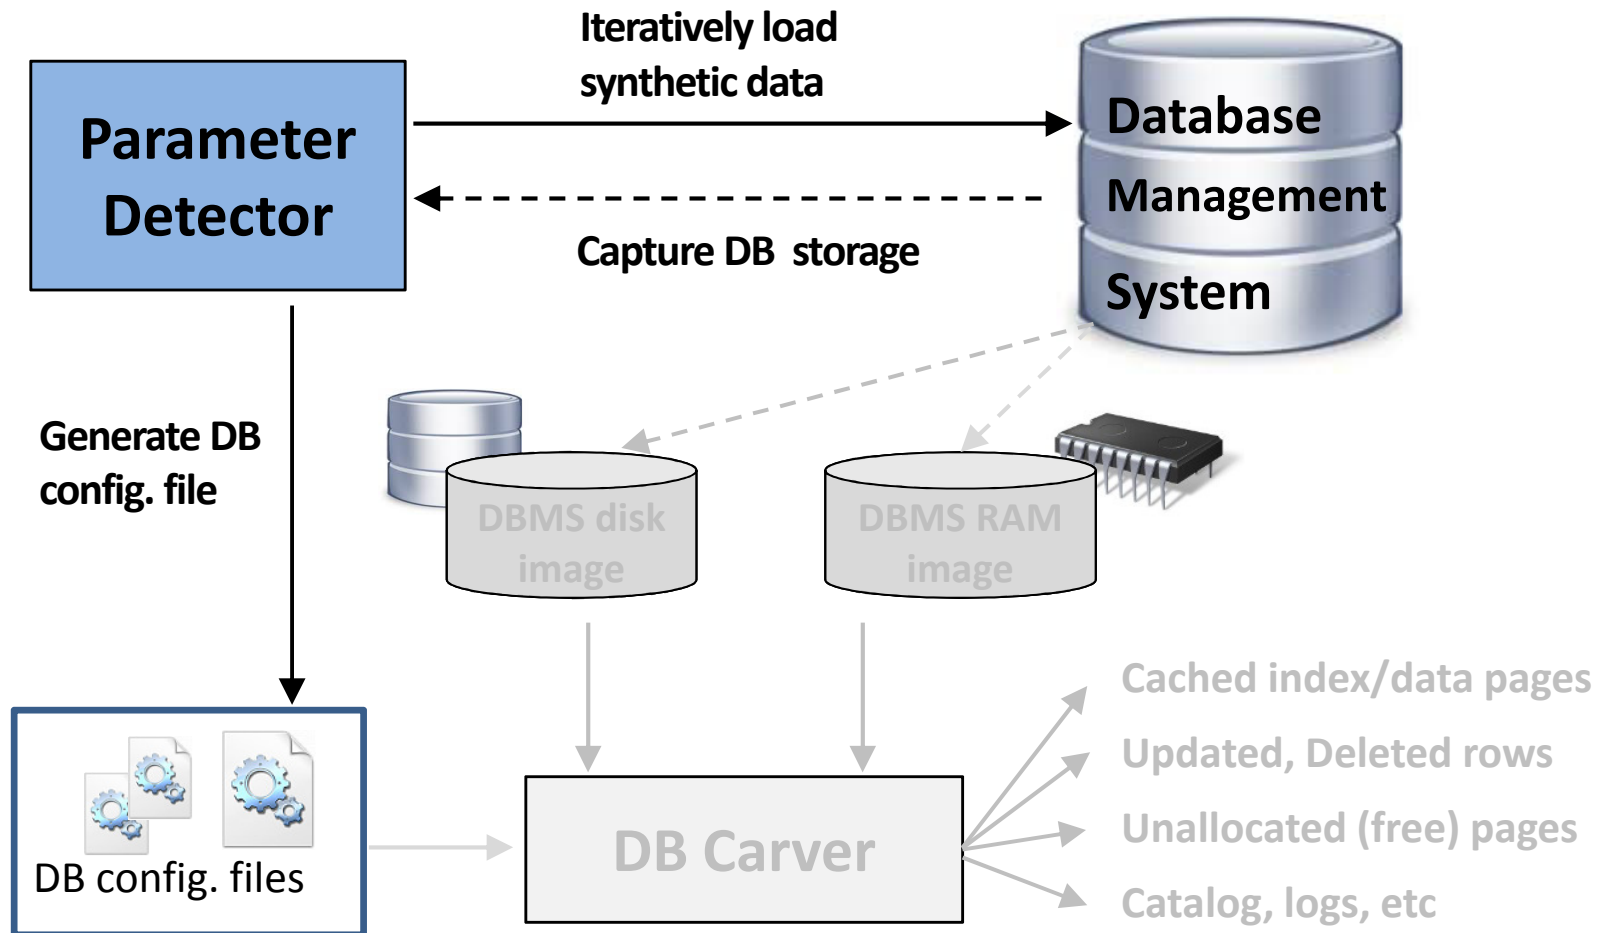 Iteratively load
synthetic data
Parameter
Detector
Database
Management
System
Capture DB storage
Generate DB
config. file
DBMS disk
image
DBMS RAM
image
Cached index/data pages
Updated, Deleted rows
Unallocated (free) pages
Catalog, logs, etc
DB Carver
DB config. files